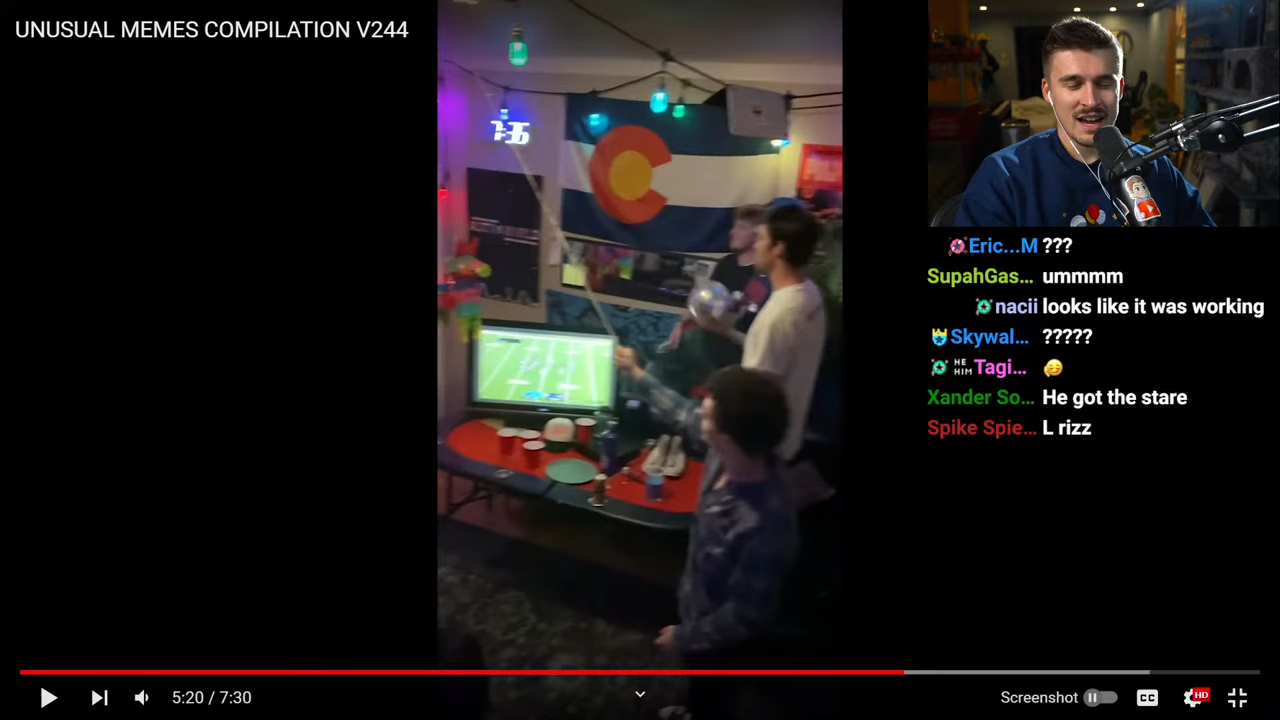 UNUSUAL MEMES COMPILATION V244
Eric...M ???
SupahGas... ummmm
nacii looks like it was working
Skywal... ?????
HE HIM Tagi...
Xander So... He got the stare
Spike Spie... L rizz
5:20 / 7:30
Screenshot
CC
HD